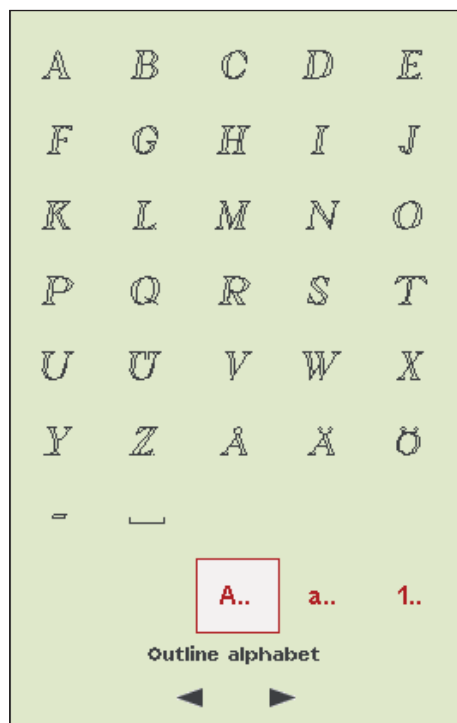 A B C D E
F G H I J
K L M N O
P Q R S T
U Ü V W X
Y Z Å Ä Ö
-
A.. a.. 1..
Outline alphabet